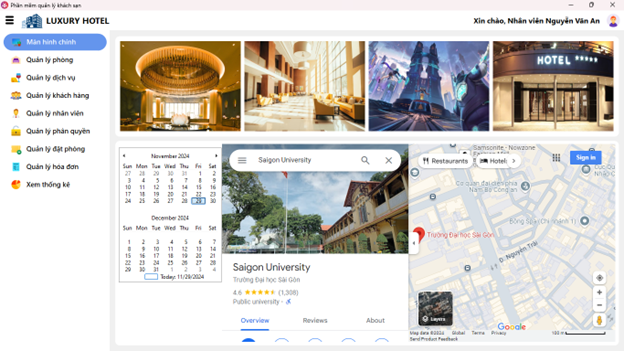 Phần mềm quản lý khách sạn
LUXURY HOTEL
Xin chào, Nhân viên Nguyễn Văn An
Màn hình chính
Quản lý phòng
Quản lý dịch vụ
Quản lý khách hàng
Quản lý nhân viên
Quản lý phân quyền
Quản lý đặt phòng
Quản lý hóa đơn
Xem thống kê
HOTEL ★★★★★
November 2024
Sun Mon Tue Wed Thu Fri Sat
27 28 29 30 31 1 2
3 4 5 6 7 8 9
10 11 12 13 14 15 16
17 18 19 20 21 22 23
24 25 26 27 28 29 30
December 2024
Sun Mon Tue Wed Thu Fri Sat
1 2 3 4 5 6 7
8 9 10 11 12 13 14
15 16 17 18 19 20 21
22 23 24 25 26 27 28
29 30 31 1 2 3 4
Today: 11/29/2024
Saigon University
Saigon University
Trường Đại học Sài Gòn
4.6 ★★★★★ (1,308)
Public university ·
Overview Reviews About
Samsonite - Nowzone
Restaurants
Hotels
Sign in
Cơ quan đại diện
Nam Bộ Công an
Trường Đại học Sài Gòn
Đ. Nguyễn Trãi
Layers
Google
Map data ©2024 Global Terms Privacy
100 m
Send Product Feedback